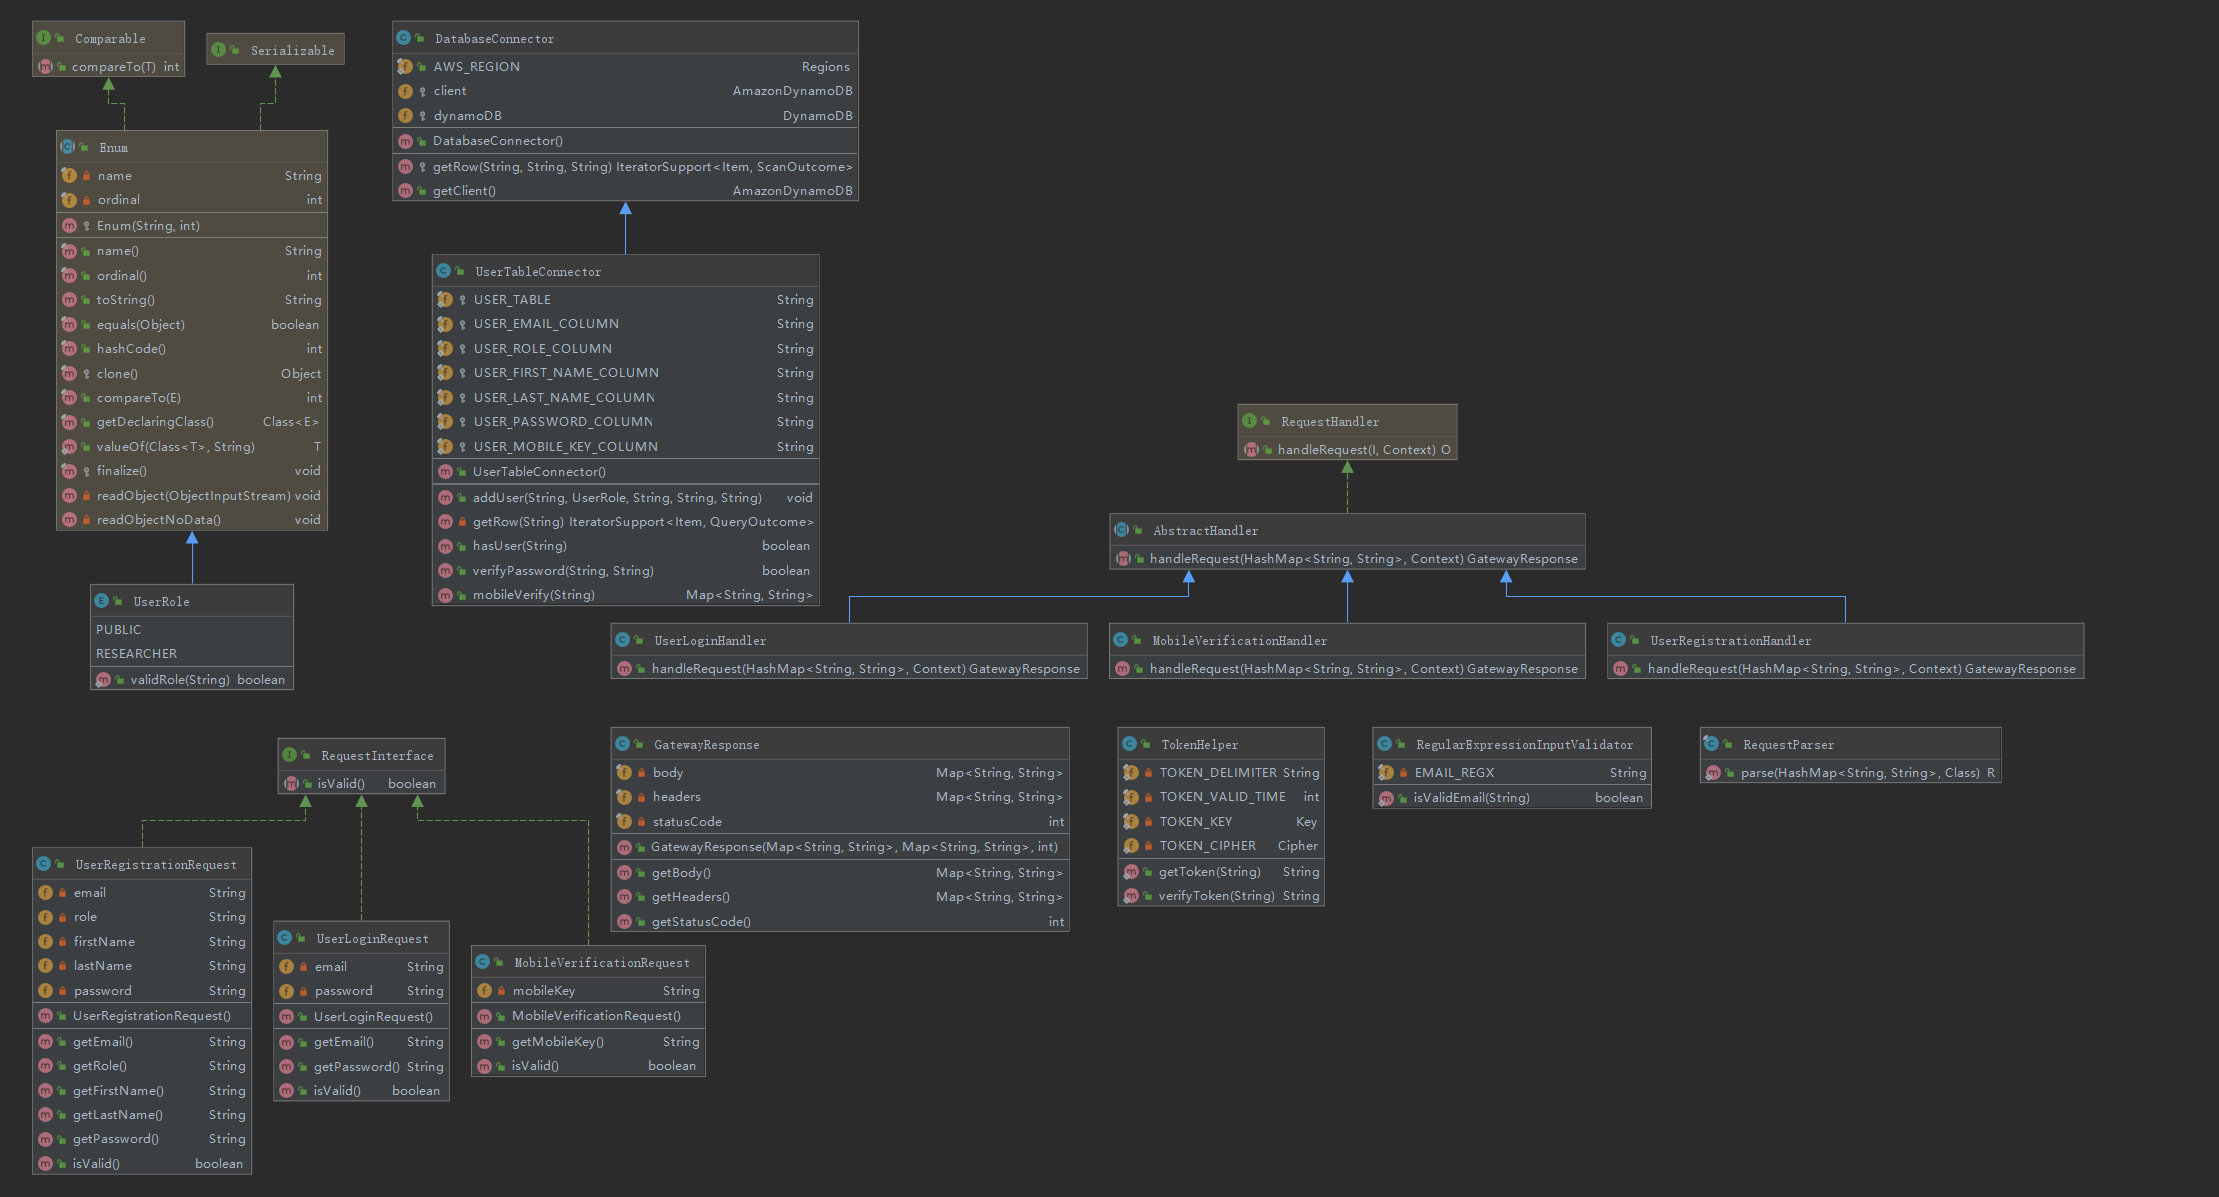 Comparable
compareTo(T) int
Serializable
Enum
name String
ordinal int
Enum(String, int)
name() String
ordinal() int
toString() String
equals(Object) boolean
hashCode() int
clone() Object
compareTo(E) int
getDeclaringClass() Class<E>
valueOf(Class<T>, String) T
finalize() void
readObject(ObjectInputStream) void
readObjectNoData() void
UserRole
PUBLIC
RESEARCHER
validRole(String) boolean
DatabaseConnector
AWS_REGION Regions
client AmazonDynamoDB
dynamoDB DynamoDB
DatabaseConnector()
getRow(String, String, String) IteratorSupport<Item, ScanOutcome>
getClient() AmazonDynamoDB
UserTableConnector
USER_TABLE String
USER_EMAIL_COLUMN String
USER_ROLE_COLUMN String
USER_FIRST_NAME_COLUMN String
USER_LAST_NAME_COLUMN String
USER_PASSWORD_COLUMN String
USER_MOBILE_KEY_COLUMN String
UserTableConnector()
addUser(String, UserRole, String, String, String) void
getRow(String) IteratorSupport<Item, QueryOutcome>
hasUser(String) boolean
verifyPassword(String, String) boolean
mobileVerify(String) Map<String, String>
RequestHandler
handleRequest(I, Context) O
AbstractHandler
handleRequest(HashMap<String, String>, Context) GatewayResponse
UserLoginHandler
handleRequest(HashMap<String, String>, Context) GatewayResponse
MobileVerificationHandler
handleRequest(HashMap<String, String>, Context) GatewayResponse
UserRegistrationHandler
handleRequest(HashMap<String, String>, Context) GatewayResponse
RequestInterface
isValid() boolean
UserRegistrationRequest
email String
role String
firstName String
lastName String
password String
UserRegistrationRequest()
getEmail() String
getRole() String
getFirstName() String
getLastName() String
getPassword() String
isValid() boolean
UserLoginRequest
email String
password String
UserLoginRequest()
getEmail() String
getPassword() String
isValid() boolean
MobileVerificationRequest
mobileKey String
MobileVerificationRequest()
getMobileKey() String
isValid() boolean
GatewayResponse
body Map<String, String>
headers Map<String, String>
statusCode int
GatewayResponse(Map<String, String>, Map<String, String>, int)
getBody() Map<String, String>
getHeaders() Map<String, String>
getStatusCode() int
TokenHelper
TOKEN_DELIMITER String
TOKEN_VALID_TIME int
TOKEN_KEY Key
TOKEN_CIPHER Cipher
getToken(String) String
verifyToken(String) String
RegularExpressionInputValidator
EMAIL_REGX String
isValidEmail(String) boolean
RequestParser
parse(HashMap<String, String>, Class) R